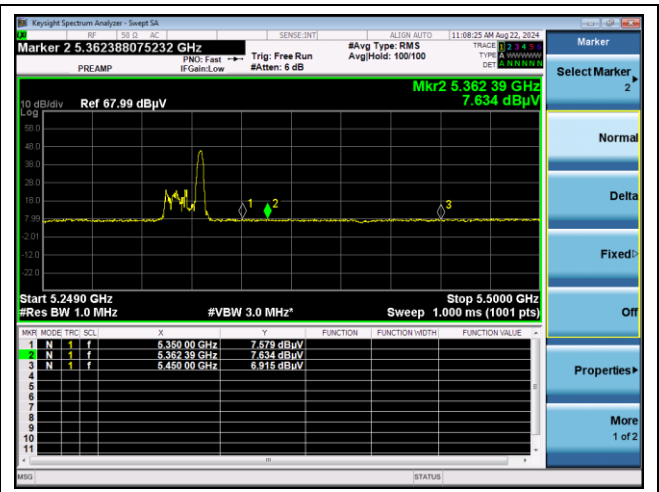 Keysight Spectrum Analyzer - Swept SA
RF 50 Ω AC SENSE:INT ALIGN AUTO 11:08:25 AM Aug 22, 2024
Marker 2 5.362388075232 GHz
PREAMP
PNO: Fast
IFGain:Low
Trig: Free Run
#Atten: 6 dB
#Avg Type: RMS
Avg|Hold: 100/100
TRACE 1 2 3 4 5 6
TYPE A WWWWW
DET A N N N N N
Mkr2 5.362 39 GHz
7.634 dBµV
10 dB/div Ref 67.99 dBµV
Log
58.0
48.0
38.0
28.0
18.0
7.99
-2.01
-12.0
-22.0
1
2
3
Start 5.2490 GHz Stop 5.5000 GHz
#Res BW 1.0 MHz #VBW 3.0 MHz* Sweep 1.000 ms (1001 pts)
MKR MODE TRC SCL X Y FUNCTION FUNCTION WIDTH FUNCTION VALUE
1 N 1 f 5.350 00 GHz 7.579 dBµV
2 N 1 f 5.362 39 GHz 7.634 dBµV
3 N 1 f 5.450 00 GHz 6.915 dBµV
4
5
6
7
8
9
10
11
MSG STATUS
Marker
Select Marker
2
Normal
Delta
Fixed
Off
Properties
More
1 of 2